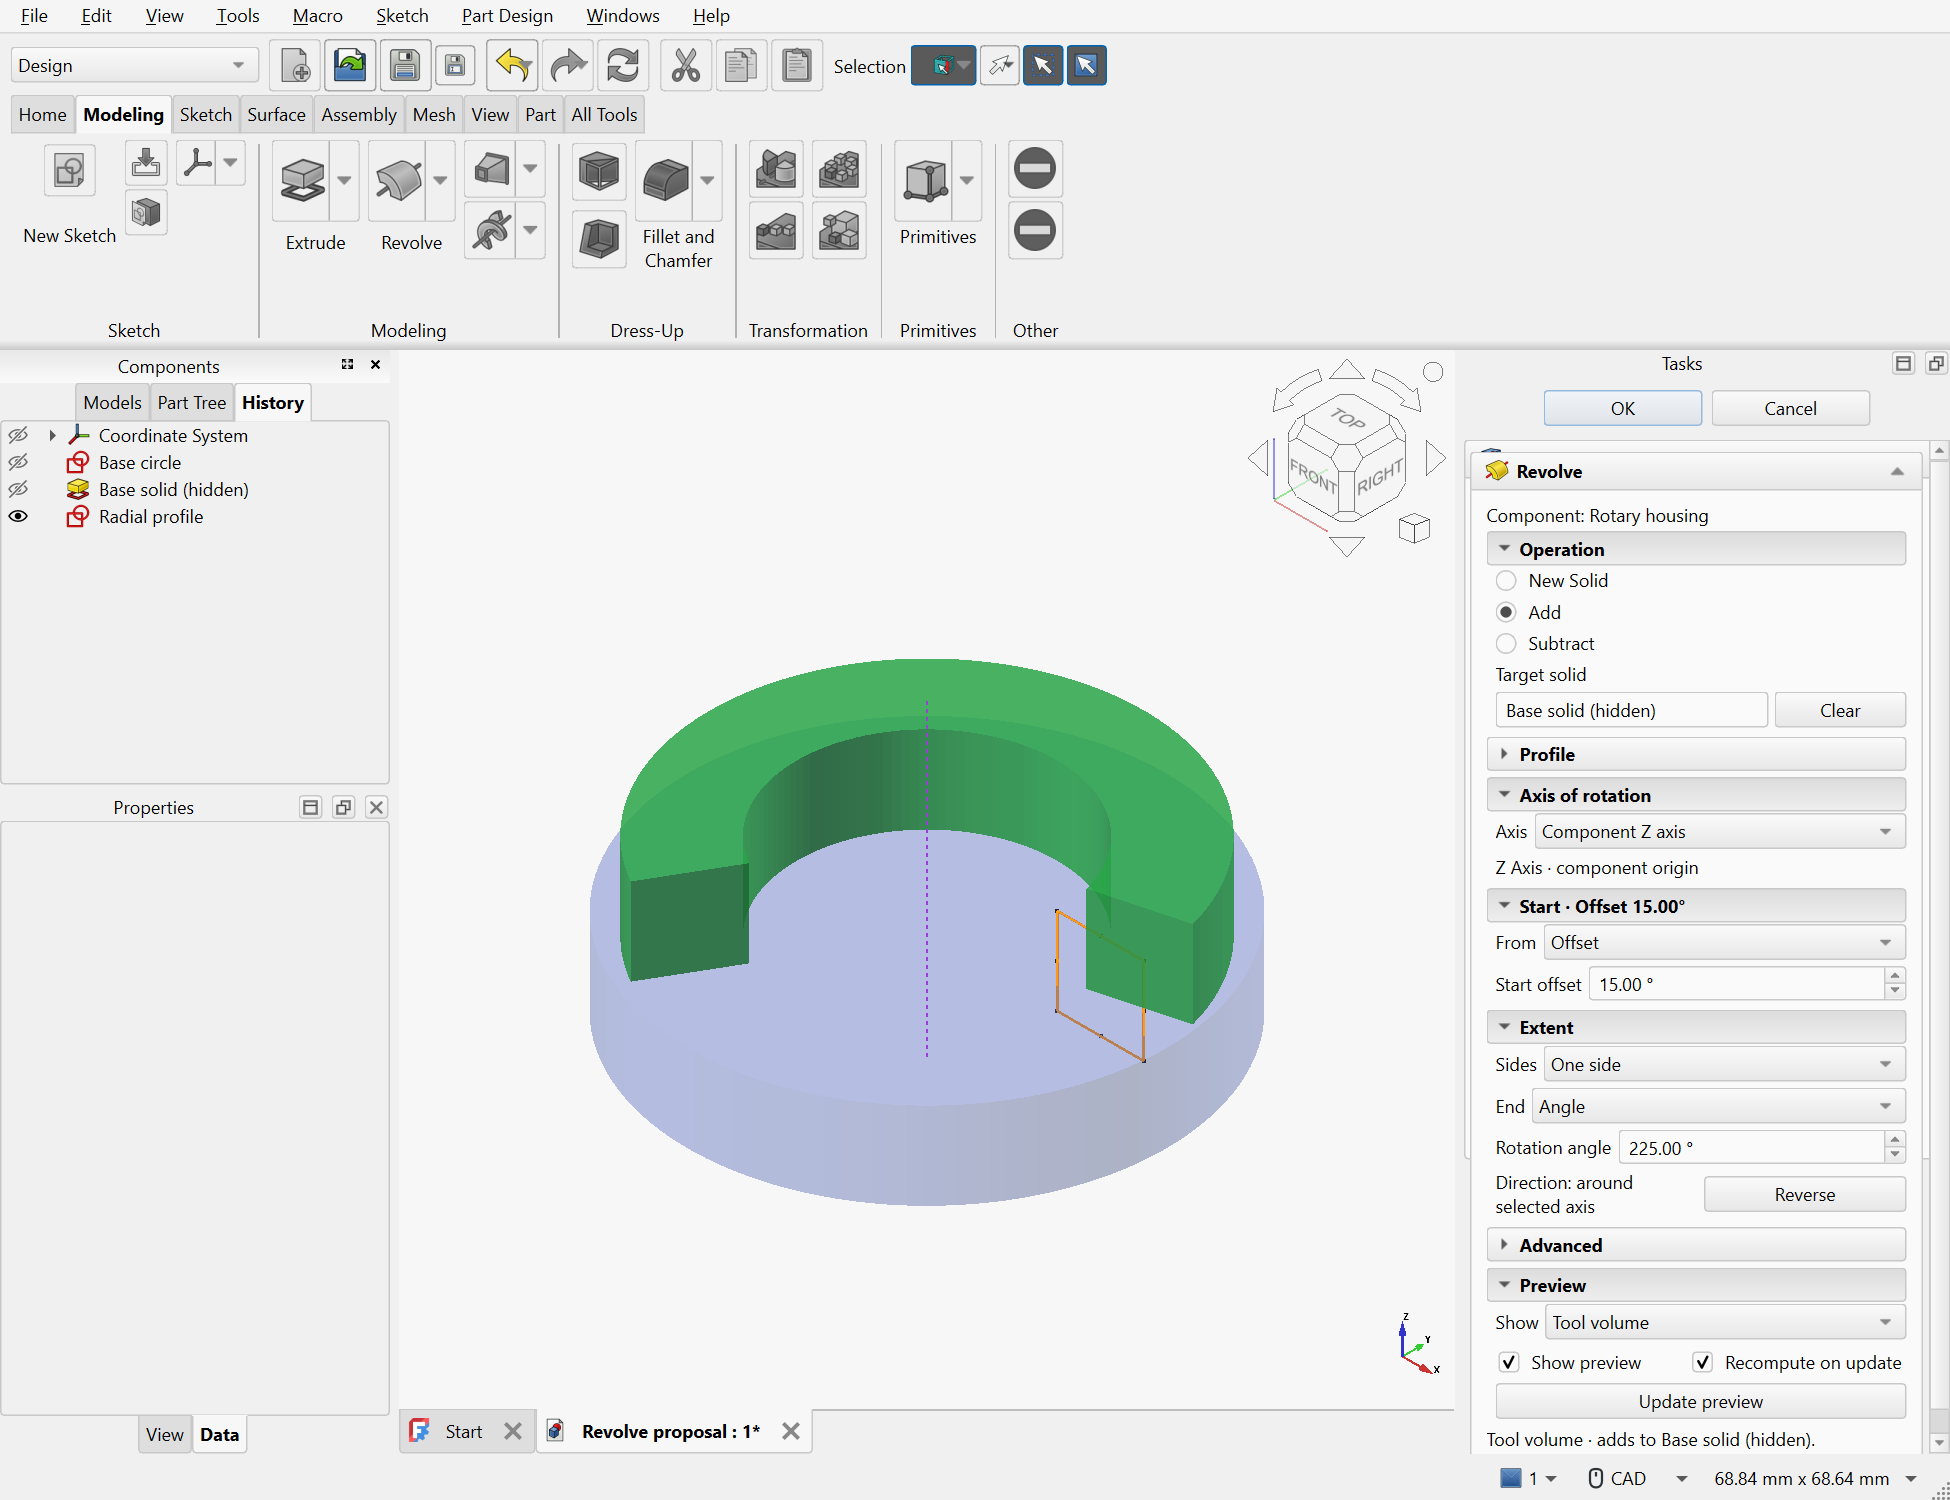 File Edit View Tools Macro Sketch Part Design Windows Help
Design Selection
Home Modeling Sketch Surface Assembly Mesh View Part All Tools
New Sketch Extrude Revolve Fillet and Chamfer Primitives
Sketch Modeling Dress-Up Transformation Primitives Other
Components
Models Part Tree History
Coordinate System
Base circle
Base solid (hidden)
Radial profile
Properties
View Data
TOP
FRONT RIGHT
Z
Y
X
Start Revolve proposal : 1*
Tasks
OK Cancel
Revolve
Component: Rotary housing
Operation
New Solid
Add
Subtract
Target solid
Base solid (hidden) Clear
Profile
Axis of rotation
Axis Component Z axis
Z Axis · component origin
Start · Offset 15.00°
From Offset
Start offset 15.00 °
Extent
Sides One side
End Angle
Rotation angle 225.00 °
Direction: around
selected axis
Reverse
Advanced
Preview
Show Tool volume
Show preview Recompute on update
Update preview
Tool volume · adds to Base solid (hidden).
1 CAD 68.84 mm x 68.64 mm